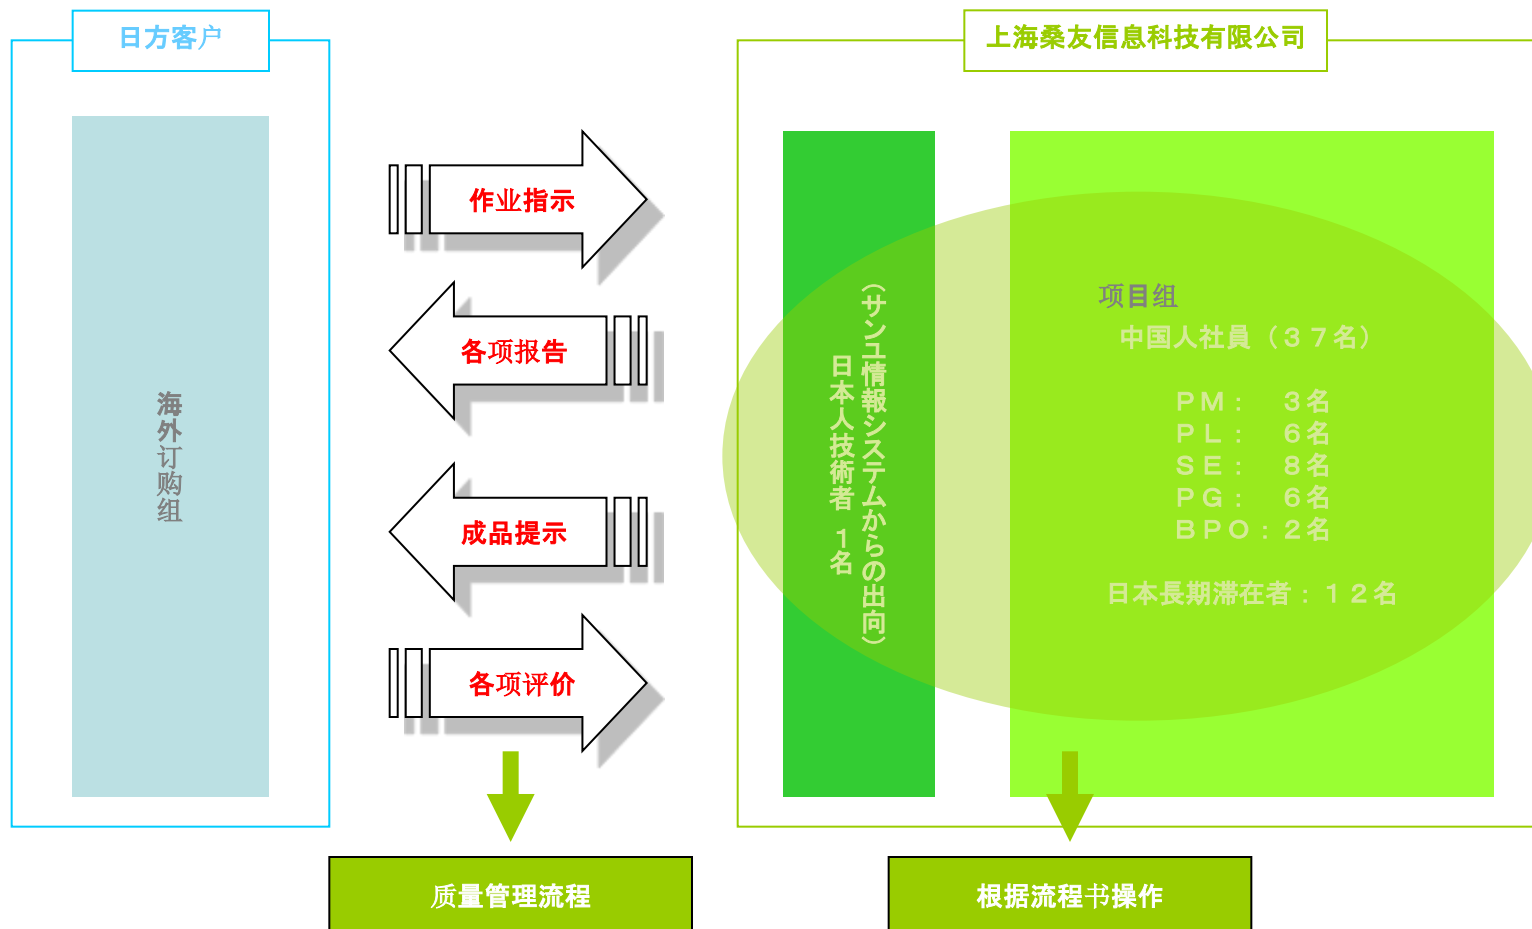 日方客户
上海桑友信息科技有限公司
海外订购组
作业指示
各项报告
成品提示
各项评价
（サンユ情報システムからの出向）
日本人技術者 1名
项目组
中国人社員（３７名）
ＰＭ：　３名
ＰＬ：　６名
ＳＥ：　８名
ＰＧ：　６名
ＢＰＯ：２名
日本長期滞在者：１２名
质量管理流程
根据流程书操作